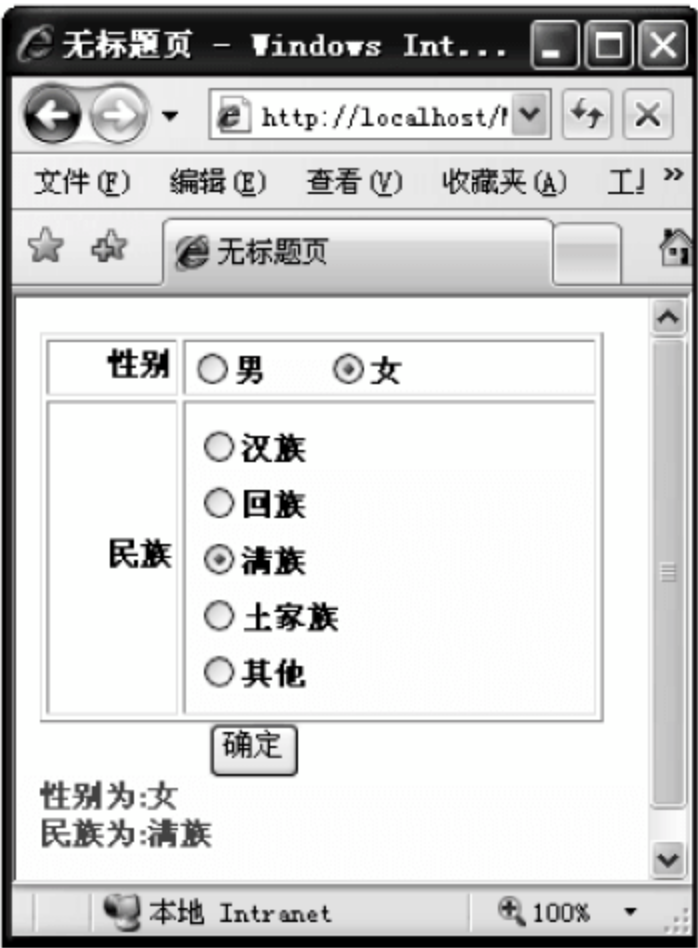 无标题页 - Windows Int...
http://localhost/
文件(F) 编辑(E) 查看(V) 收藏夹(A) 工 »
无标题页
性别 男 女
汉族
回族
民族 满族
土家族
其他
确定
性别为:女
民族为:满族
本地 Intranet 100%